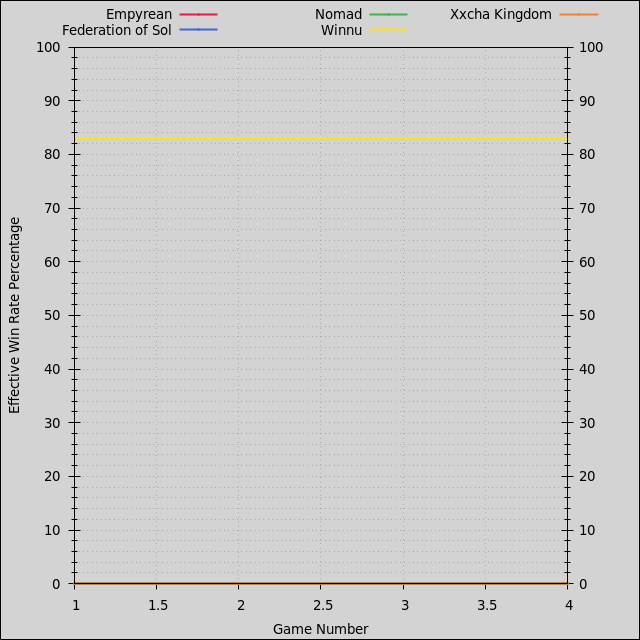 Empyrean Nomad Xxcha Kingdom
Federation of Sol Winnu
100 100
90 90
80 80
70 70
60 60
50 50
40 40
30 30
20 20
10 10
0 0
Effective Win Rate Percentage
1 1.5 2 2.5 3 3.5 4
Game Number